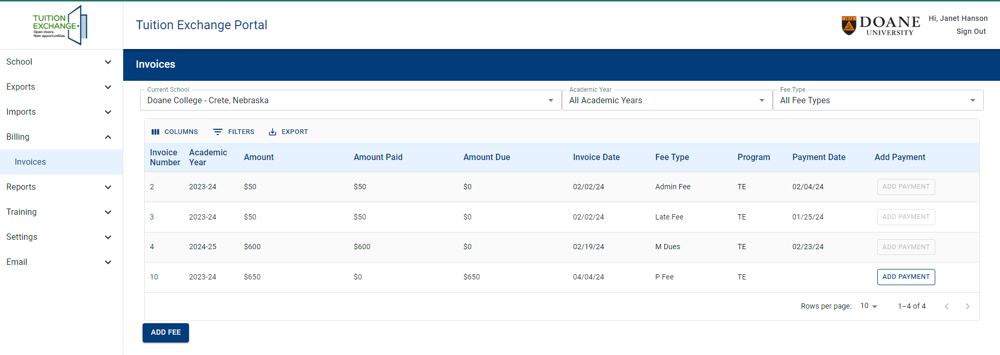 TUITION
EXCHANGE
Open doors.
New opportunities.
Tuition Exchange Portal
1872
DOANE
UNIVERSITY
Hi, Janet Hanson
Sign Out
School
Exports
Imports
Billing
Invoices
Reports
Training
Settings
Email
Invoices
Current School
Doane College - Crete, Nebraska
Academic Year
All Academic Years
Fee Type
All Fee Types
COLUMNS FILTERS EXPORT
Invoice Number Academic Year Amount Amount Paid Amount Due Invoice Date Fee Type Program Payment Date Add Payment
2 2023-24 $50 $50 $0 02/02/24 Admin Fee TE 02/04/24 ADD PAYMENT
3 2023-24 $50 $50 $0 02/02/24 Late Fee TE 01/25/24 ADD PAYMENT
4 2024-25 $600 $600 $0 02/19/24 M Dues TE 02/23/24 ADD PAYMENT
10 2023-24 $650 $0 $650 04/04/24 P Fee TE ADD PAYMENT
Rows per page: 10 1–4 of 4
ADD FEE